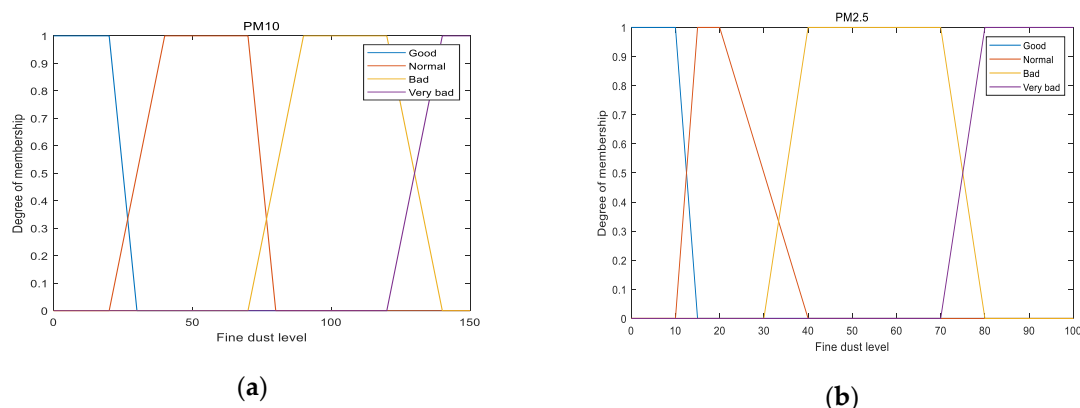 PM10
1
0.9
0.8
0.7
0.6
0.5
0.4
0.3
0.2
0.1
0
Degree of membership
0 50 100 150
Fine dust level
Good
Normal
Bad
Very bad
(a)
PM2.5
1
0.9
0.8
0.7
0.6
0.5
0.4
0.3
0.2
0.1
0
Degree of membership
0 10 20 30 40 50 60 70 80 90 100
Fine dust level
Good
Normal
Bad
Very bad
(b)